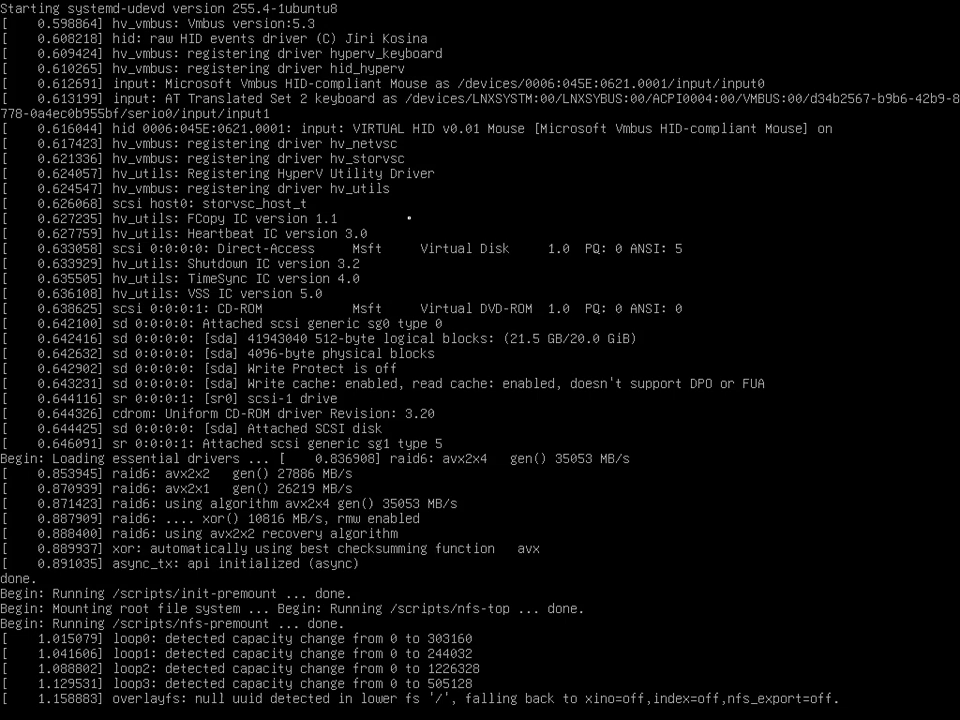 Starting systemd-udevd version 255.4-1ubuntu8
[    0.598864] hv_vmbus: Vmbus version:5.3
[    0.608218] hid: raw HID events driver (C) Jiri Kosina
[    0.609424] hv_vmbus: registering driver hyperv_keyboard
[    0.610265] hv_vmbus: registering driver hid_hyperv
[    0.612691] input: Microsoft Vmbus HID-compliant Mouse as /devices/0006:045E:0621.0001/input/input0
[    0.613199] input: AT Translated Set 2 keyboard as /devices/LNXSYSTM:00/LNXSYBUS:00/ACPI0004:00/VMBUS:00/d34b2567-b9b6-42b9-8
778-0a4ec0b955bf/serio0/input/input1
[    0.616044] hid 0006:045E:0621.0001: input: VIRTUAL HID v0.01 Mouse [Microsoft Vmbus HID-compliant Mouse] on
[    0.617423] hv_vmbus: registering driver hv_netvsc
[    0.621336] hv_vmbus: registering driver hv_storvsc
[    0.624057] hv_utils: Registering HyperV Utility Driver
[    0.624547] hv_vmbus: registering driver hv_utils
[    0.626068] scsi host0: storvsc_host_t
[    0.627235] hv_utils: FCopy IC version 1.1
[    0.627759] hv_utils: Heartbeat IC version 3.0
[    0.633058] scsi 0:0:0:0: Direct-Access     Msft     Virtual Disk     1.0  PQ: 0 ANSI: 5
[    0.633929] hv_utils: Shutdown IC version 3.2
[    0.635505] hv_utils: TimeSync IC version 4.0
[    0.636108] hv_utils: VSS IC version 5.0
[    0.638625] scsi 0:0:0:1: CD-ROM            Msft     Virtual DVD-ROM  1.0  PQ: 0 ANSI: 0
[    0.642100] sd 0:0:0:0: Attached scsi generic sg0 type 0
[    0.642416] sd 0:0:0:0: [sda] 41943040 512-byte logical blocks: (21.5 GB/20.0 GiB)
[    0.642632] sd 0:0:0:0: [sda] 4096-byte physical blocks
[    0.642902] sd 0:0:0:0: [sda] Write Protect is off
[    0.643231] sd 0:0:0:0: [sda] Write cache: enabled, read cache: enabled, doesn't support DPO or FUA
[    0.644116] sr 0:0:0:1: [sr0] scsi-1 drive
[    0.644326] cdrom: Uniform CD-ROM driver Revision: 3.20
[    0.644425] sd 0:0:0:0: [sda] Attached SCSI disk
[    0.646091] sr 0:0:0:1: Attached scsi generic sg1 type 5
Begin: Loading essential drivers ... [    0.836908] raid6: avx2x4   gen() 35053 MB/s
[    0.853945] raid6: avx2x2   gen() 27886 MB/s
[    0.870939] raid6: avx2x1   gen() 26219 MB/s
[    0.871423] raid6: using algorithm avx2x4 gen() 35053 MB/s
[    0.887909] raid6: .... xor() 10816 MB/s, rmw enabled
[    0.888400] raid6: using avx2x2 recovery algorithm
[    0.889937] xor: automatically using best checksumming function   avx
[    0.891035] async_tx: api initialized (async)
done.
Begin: Running /scripts/init-premount ... done.
Begin: Mounting root file system ... Begin: Running /scripts/nfs-top ... done.
Begin: Running /scripts/nfs-premount ... done.
[    1.015079] loop0: detected capacity change from 0 to 303160
[    1.041606] loop1: detected capacity change from 0 to 244032
[    1.088802] loop2: detected capacity change from 0 to 1226328
[    1.129531] loop3: detected capacity change from 0 to 505128
[    1.158883] overlayfs: null uuid detected in lower fs '/', falling back to xino=off,index=off,nfs_export=off.